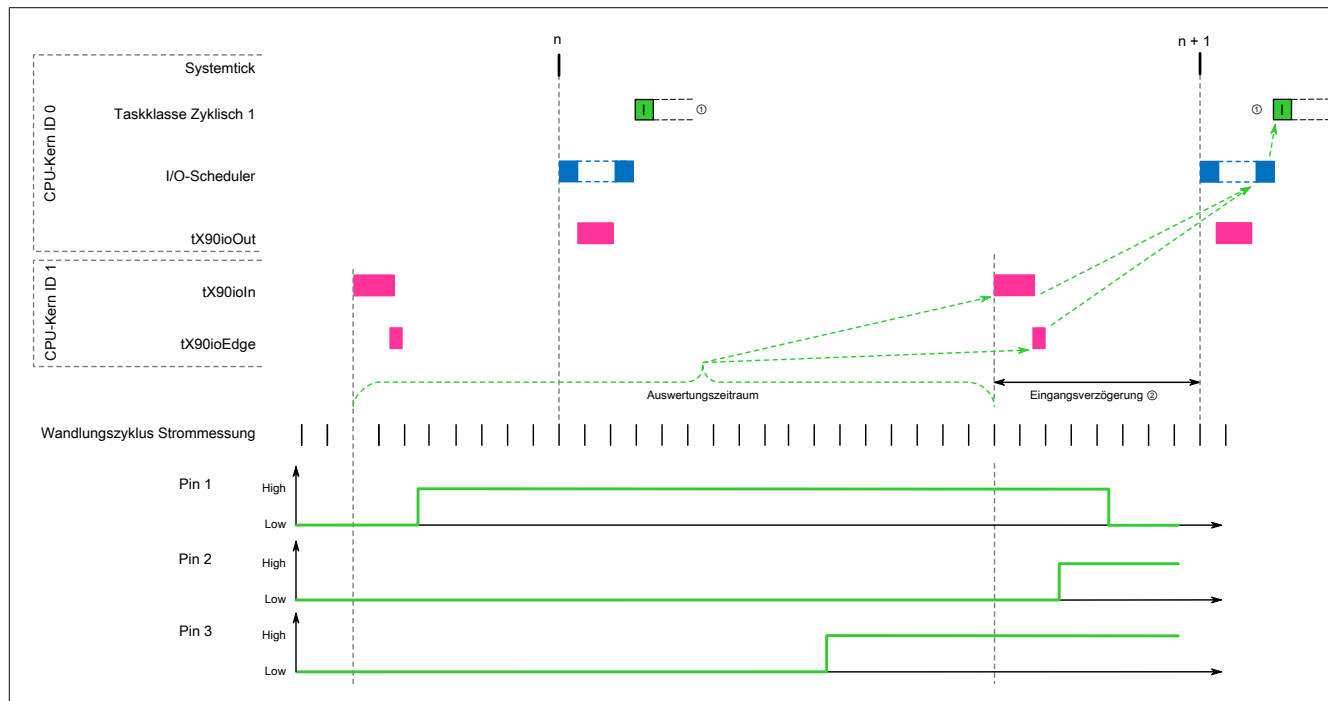 n
n + 1
Systemtick
CPU-Kern ID 0
Taskklasse Zyklisch 1
I
①
①
I
I/O-Scheduler
tX90ioOut
CPU-Kern ID 1
tX90ioIn
tX90ioEdge
Auswertungszeitraum
Eingangsverzögerung ②
Wandlungszyklus Strommessung
Pin 1
High
Low
Pin 2
High
Low
Pin 3
High
Low